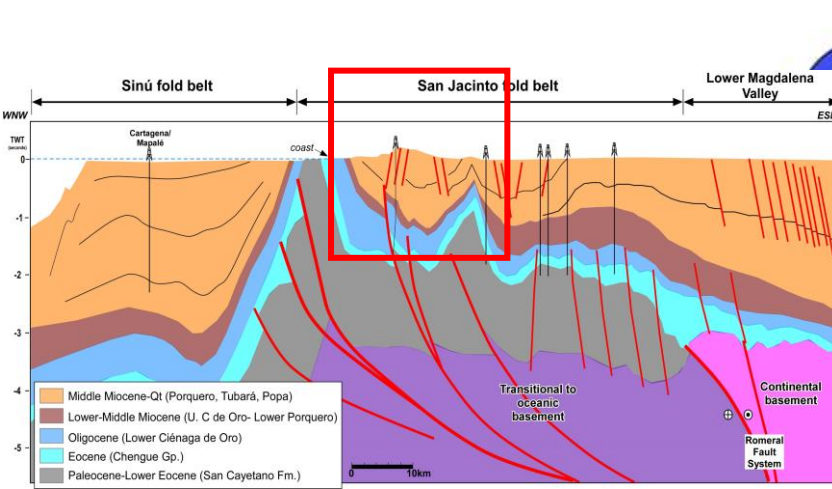 Sinú fold belt
San Jacinto fold belt
Lower Magdalena
Valley
WNW
TWT
(seconds)
Cartagena/
Mapalé
coast
0
-1
-2
-3
-4
-5
Middle Miocene-Qt (Porquero, Tubará, Popa)
Lower-Middle Miocene (U. C de Oro- Lower Porquero)
Oligocene (Lower Ciénaga de Oro)
Eocene (Chengue Gp.)
Paleocene-Lower Eocene (San Cayetano Fm.)
0 10km
Transitional to
oceanic
basement
Continental
basement
Romeral
Fault
System